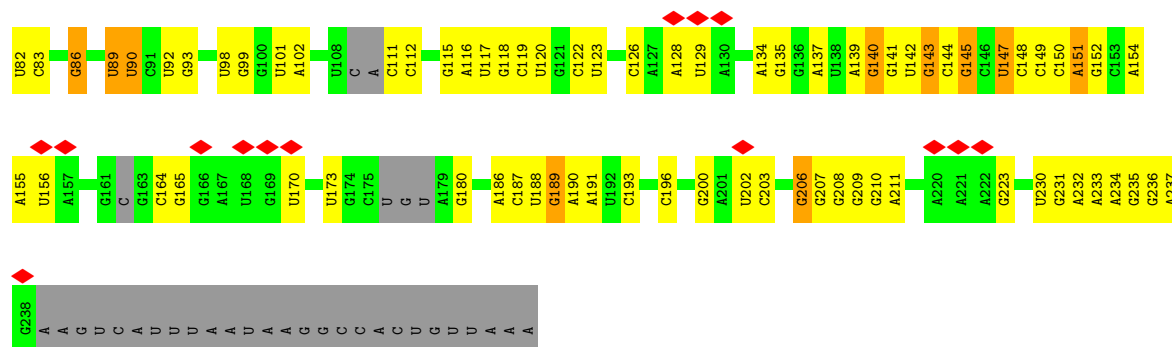 U82 C83 G86 U89 U90 C91 U92 G93 U98 G99 G100 U101 A102 U108 C A C111 C112 G115 A116 U117 G118 C119 U120 G121 C122 U123 C126 A127 A128 U129 A130 A134 G135 G136 A137 U138 A139 G140 G141 U142 G143 C144 G145 C146 U147 C148 C149 C150 A151 G152 C153 A154
A155 U156 A157 G161 C G163 C164 G165 G166 A167 U168 G169 U170 U173 G174 C175 U G U A179 G180 A186 C187 U188 G189 A190 A191 U192 C193 C196 G200 A201 U202 C203 G206 G207 G208 G209 G210 A211 A220 A221 A222 G223 U230 G231 A232 A233 A234 G235 G236 A237
G238 A A G U C A U U U A A U A A G G C C A C U G U U A A A